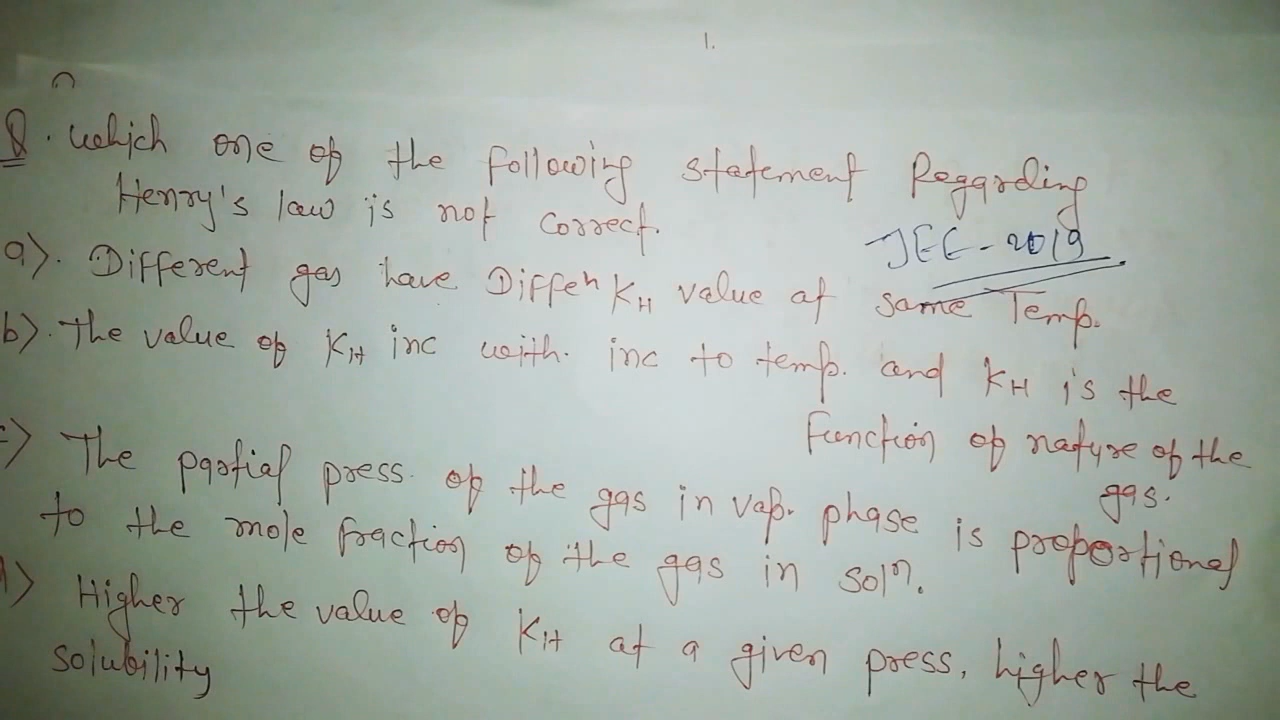 1.
Q. which one of the following statement Regarding
Henry's law is not correct.
JEE - 2019
a). Different gas have Differ KH value at same Temp.
b). The value of KH inc with. inc to temp. and KH is the
function of nature of the
gas.
c) The partial press. of the gas in vap. phase is proportional
to the mole fraction of the gas in solⁿ.
d) Higher the value of KH at a given press, higher the
solubility